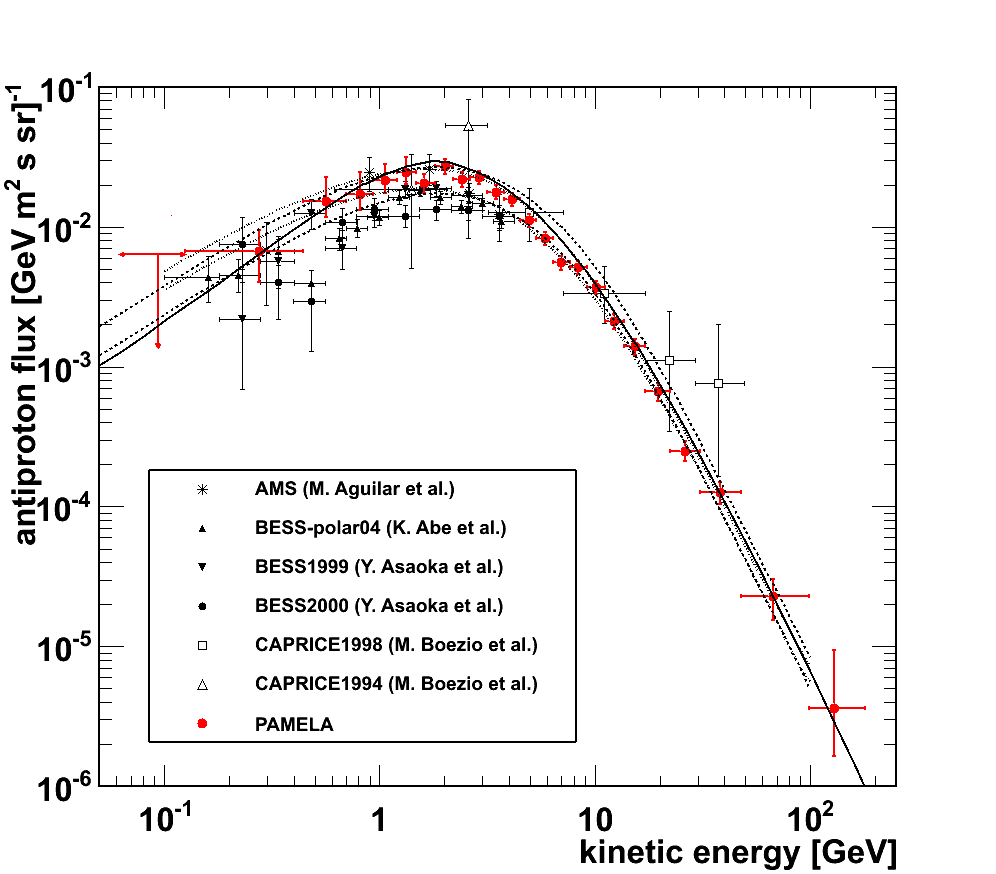 antiproton flux [GeV m² s sr]⁻¹
10⁻¹
10⁻²
10⁻³
10⁻⁴
10⁻⁵
10⁻⁶
AMS (M. Aguilar et al.)
BESS-polar04 (K. Abe et al.)
BESS1999 (Y. Asaoka et al.)
BESS2000 (Y. Asaoka et al.)
CAPRICE1998 (M. Boezio et al.)
CAPRICE1994 (M. Boezio et al.)
PAMELA
10⁻¹ 1 10 10²
kinetic energy [GeV]